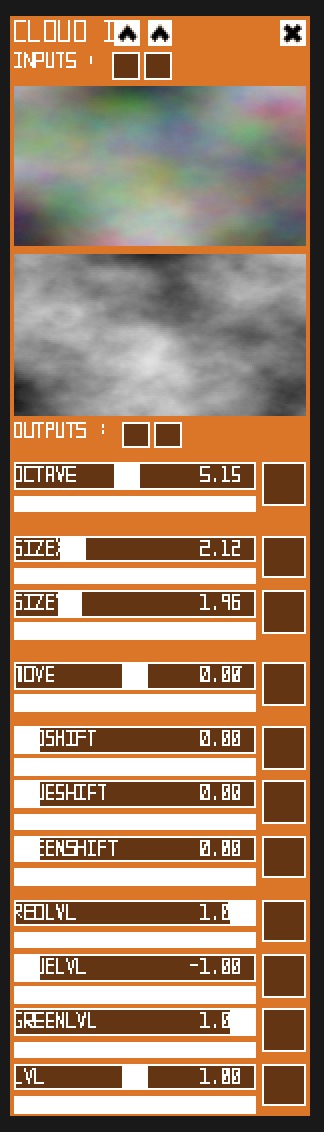 CLOUD I
INPUTS :
OUTPUTS :
OCTAVE 5.15
SIZEX 2.12
SIZE 1.96
MOVE 0.00
DSHIFT 0.00
UESHIFT 0.00
EENSHIFT 0.00
REDLVL 1.0
UELVL -1.00
GREENLVL 1.0
LVL 1.00